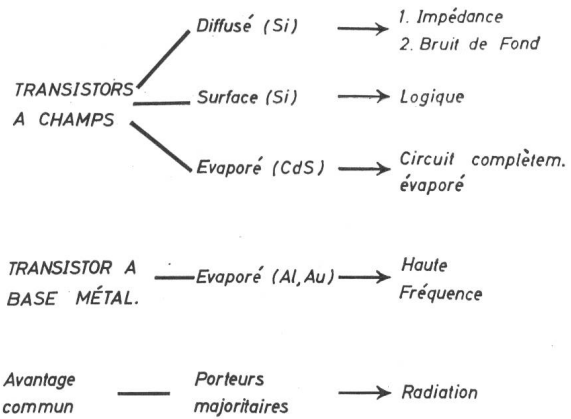 Diffusé (Si)
1. Impédance
2. Bruit de Fond
TRANSISTORS
A CHAMPS
Surface (Si)
Logique
Evaporé (CdS)
Circuit complètem.
évaporé
TRANSISTOR A
BASE MÉTAL.
Evaporé (Al, Au)
Haute
Fréquence
Avantage
commun
Porteurs
majoritaires
Radiation